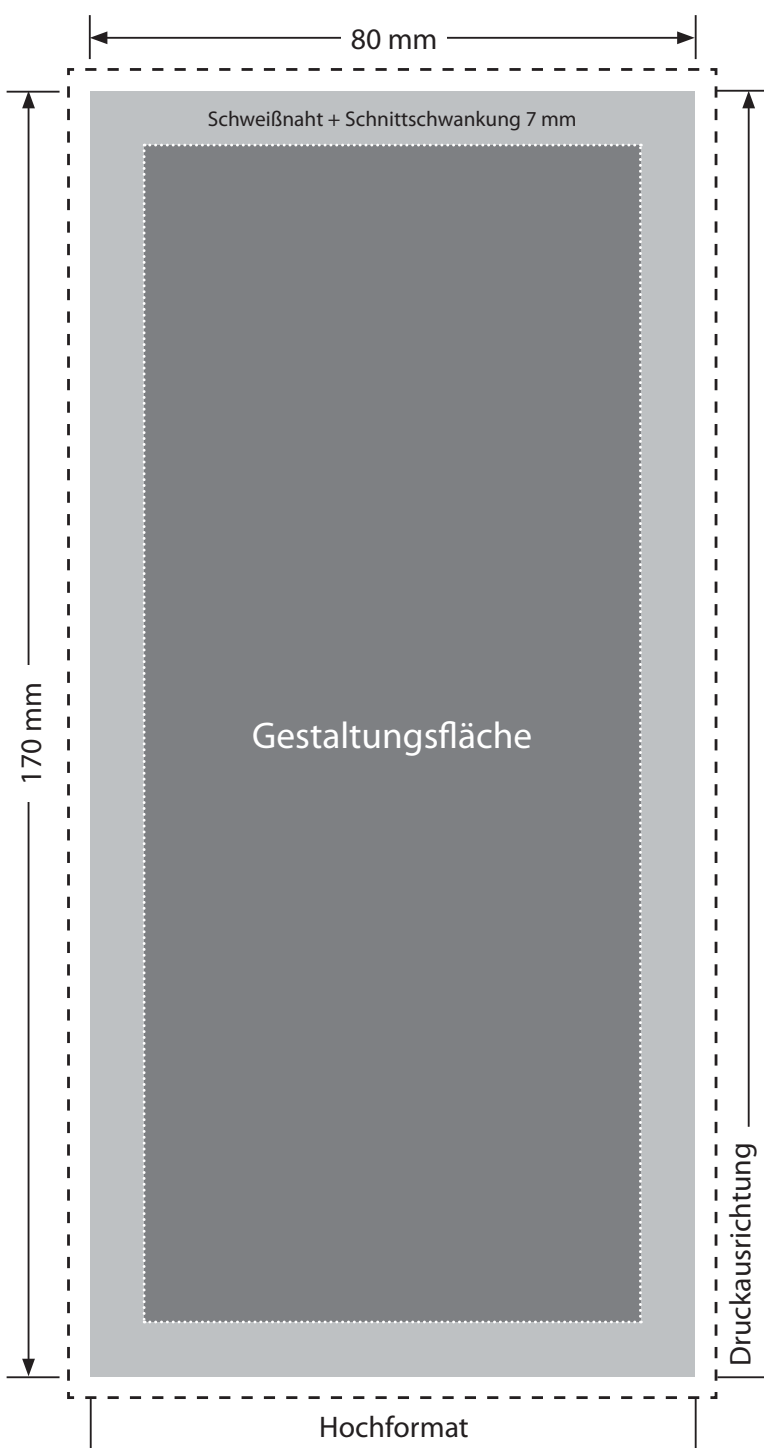 80 mm
Schweißnaht + Schnittschwankung 7 mm
170 mm
Gestaltungsfläche
Druckausrichtung
Hochformat